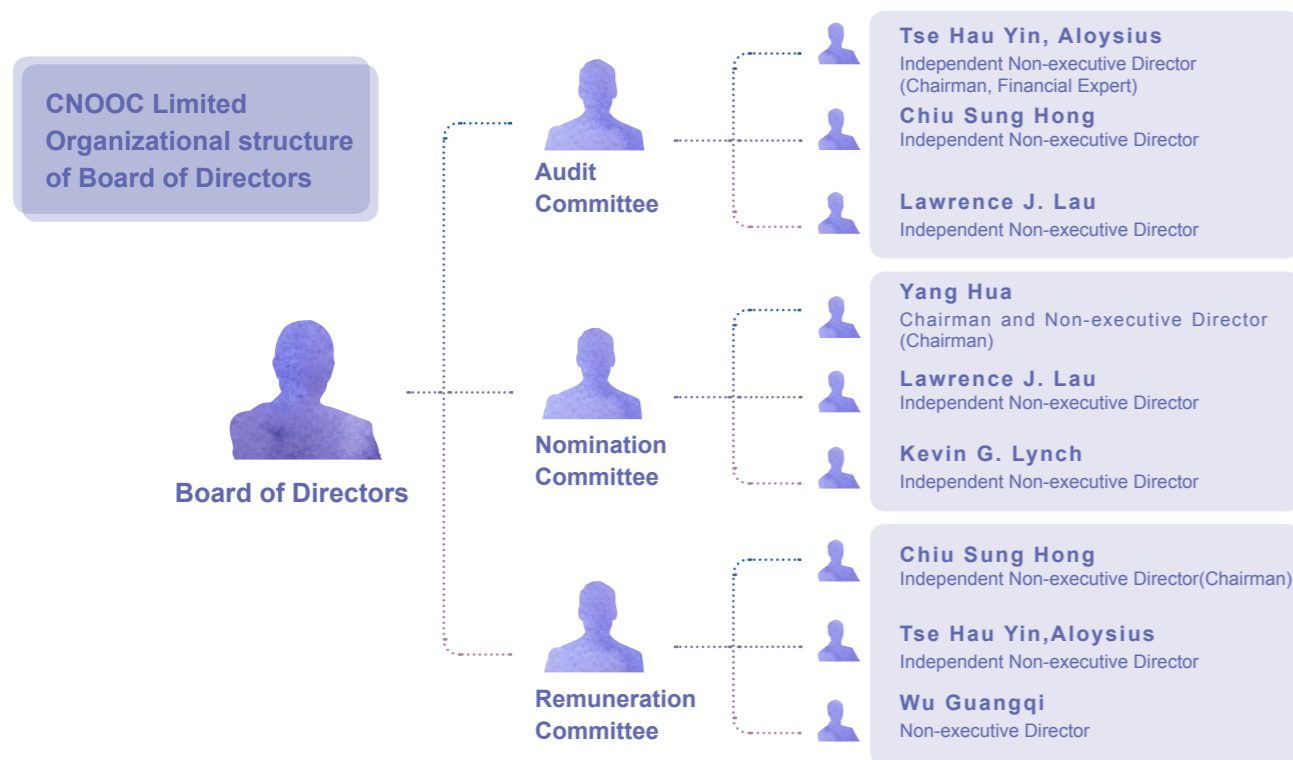 CNOOC Limited
Organizational structure
of Board of Directors
Board of Directors
Audit
Committee
Tse Hau Yin, Aloysius
Independent Non-executive Director
(Chairman, Financial Expert)
Chiu Sung Hong
Independent Non-executive Director
Lawrence J. Lau
Independent Non-executive Director
Nomination
Committee
Yang Hua
Chairman and Non-executive Director
(Chairman)
Lawrence J. Lau
Independent Non-executive Director
Kevin G. Lynch
Independent Non-executive Director
Remuneration
Committee
Chiu Sung Hong
Independent Non-executive Director(Chairman)
Tse Hau Yin,Aloysius
Independent Non-executive Director
Wu Guangqi
Non-executive Director